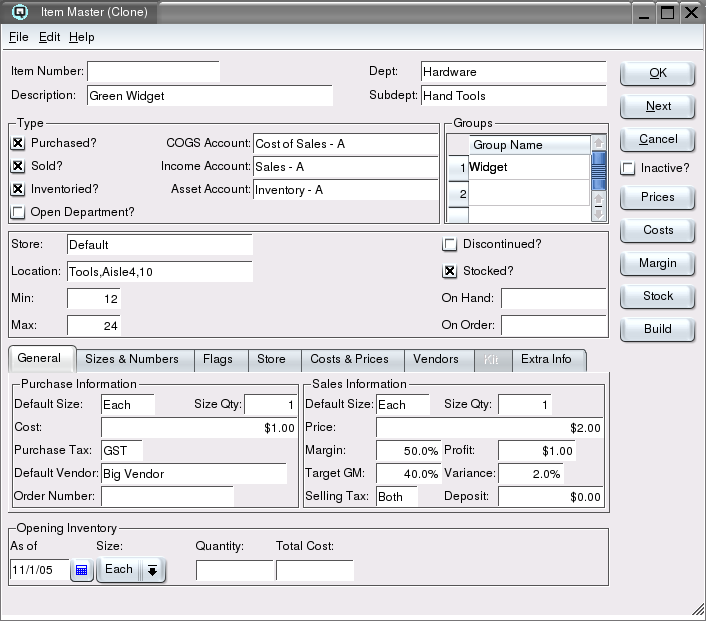 Item Master (Clone)
File Edit Help
Item Number: Dept: Hardware OK
Description: Green Widget Subdept: Hand Tools Next
Type Groups
Purchased? COGS Account: Cost of Sales - A Group Name Cancel
Sold? Income Account: Sales - A 1 Widget Inactive?
Inventoried? Asset Account: Inventory - A 2 Prices
Open Department?
Costs
Store: Default Discontinued?
Location: Tools,Aisle4,10 Stocked? Margin
Min: 12 On Hand: Stock
Max: 24 On Order: Build
General Sizes & Numbers Flags Store Costs & Prices Vendors Kit Extra Info
Purchase Information Sales Information
Default Size: Each Size Qty: 1 Default Size: Each Size Qty: 1
Cost: $1.00 Price: $2.00
Purchase Tax: GST Margin: 50.0% Profit: $1.00
Default Vendor: Big Vendor Target GM: 40.0% Variance: 2.0%
Order Number: Selling Tax: Both Deposit: $0.00
Opening Inventory
As of Size: Quantity: Total Cost:
11/1/05 Each